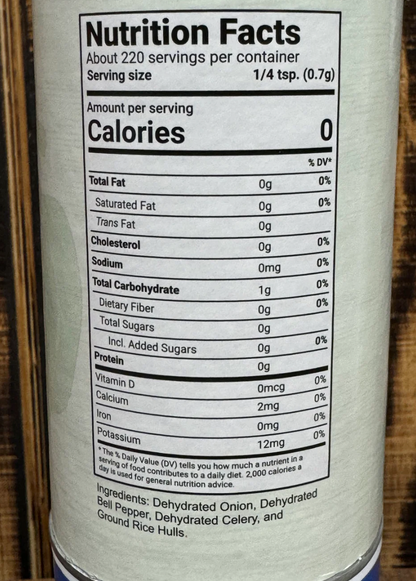 Nutrition Facts
About 220 servings per container
Serving size 1/4 tsp. (0.7g)
Amount per serving
Calories 0
% DV*
Total Fat 0g 0%
Saturated Fat 0g 0%
Trans Fat 0g
Cholesterol 0g 0%
Sodium 0mg 0%
Total Carbohydrate 1g 0%
Dietary Fiber 0g 0%
Total Sugars 0g
Incl. Added Sugars 0g 0%
Protein 0g
Vitamin D 0mcg 0%
Calcium 2mg 0%
Iron 0mg 0%
Potassium 12mg 0%
* The % Daily Value (DV) tells you how much a nutrient in a
serving of food contributes to a daily diet. 2,000 calories a
day is used for general nutrition advice.
Ingredients: Dehydrated Onion, Dehydrated
Bell Pepper, Dehydrated Celery, and
Ground Rice Hulls.